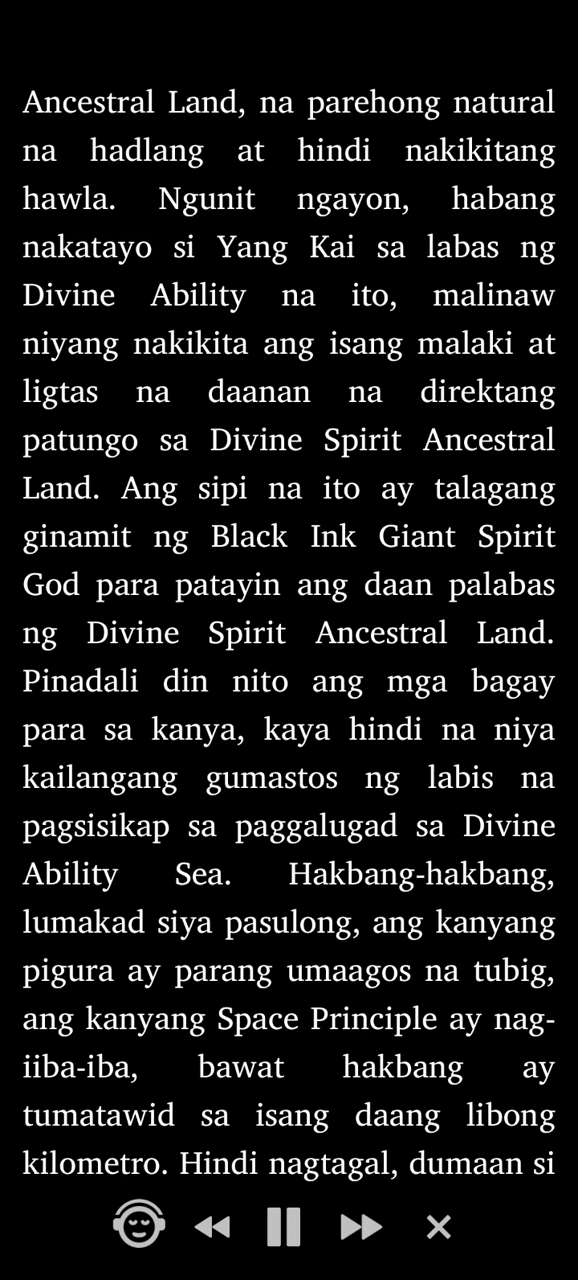 Ancestral Land, na parehong natural
na hadlang at hindi nakikitang
hawla. Ngunit ngayon, habang
nakatayo si Yang Kai sa labas ng
Divine Ability na ito, malinaw
niyang nakikita ang isang malaki at
ligtas na daanan na direktang
patungo sa Divine Spirit Ancestral
Land. Ang sipi na ito ay talagang
ginamit ng Black Ink Giant Spirit
God para patayin ang daan palabas
ng Divine Spirit Ancestral Land.
Pinadali din nito ang mga bagay
para sa kanya, kaya hindi na niya
kailangang gumastos ng labis na
pagsisikap sa paggalugad sa Divine
Ability Sea. Hakbang-hakbang,
lumakad siya pasulong, ang kanyang
pigura ay parang umaagos na tubig,
ang kanyang Space Principle ay nag-
iiba-iba, bawat hakbang ay
tumatawid sa isang daang libong
kilometro. Hindi nagtagal, dumaan si